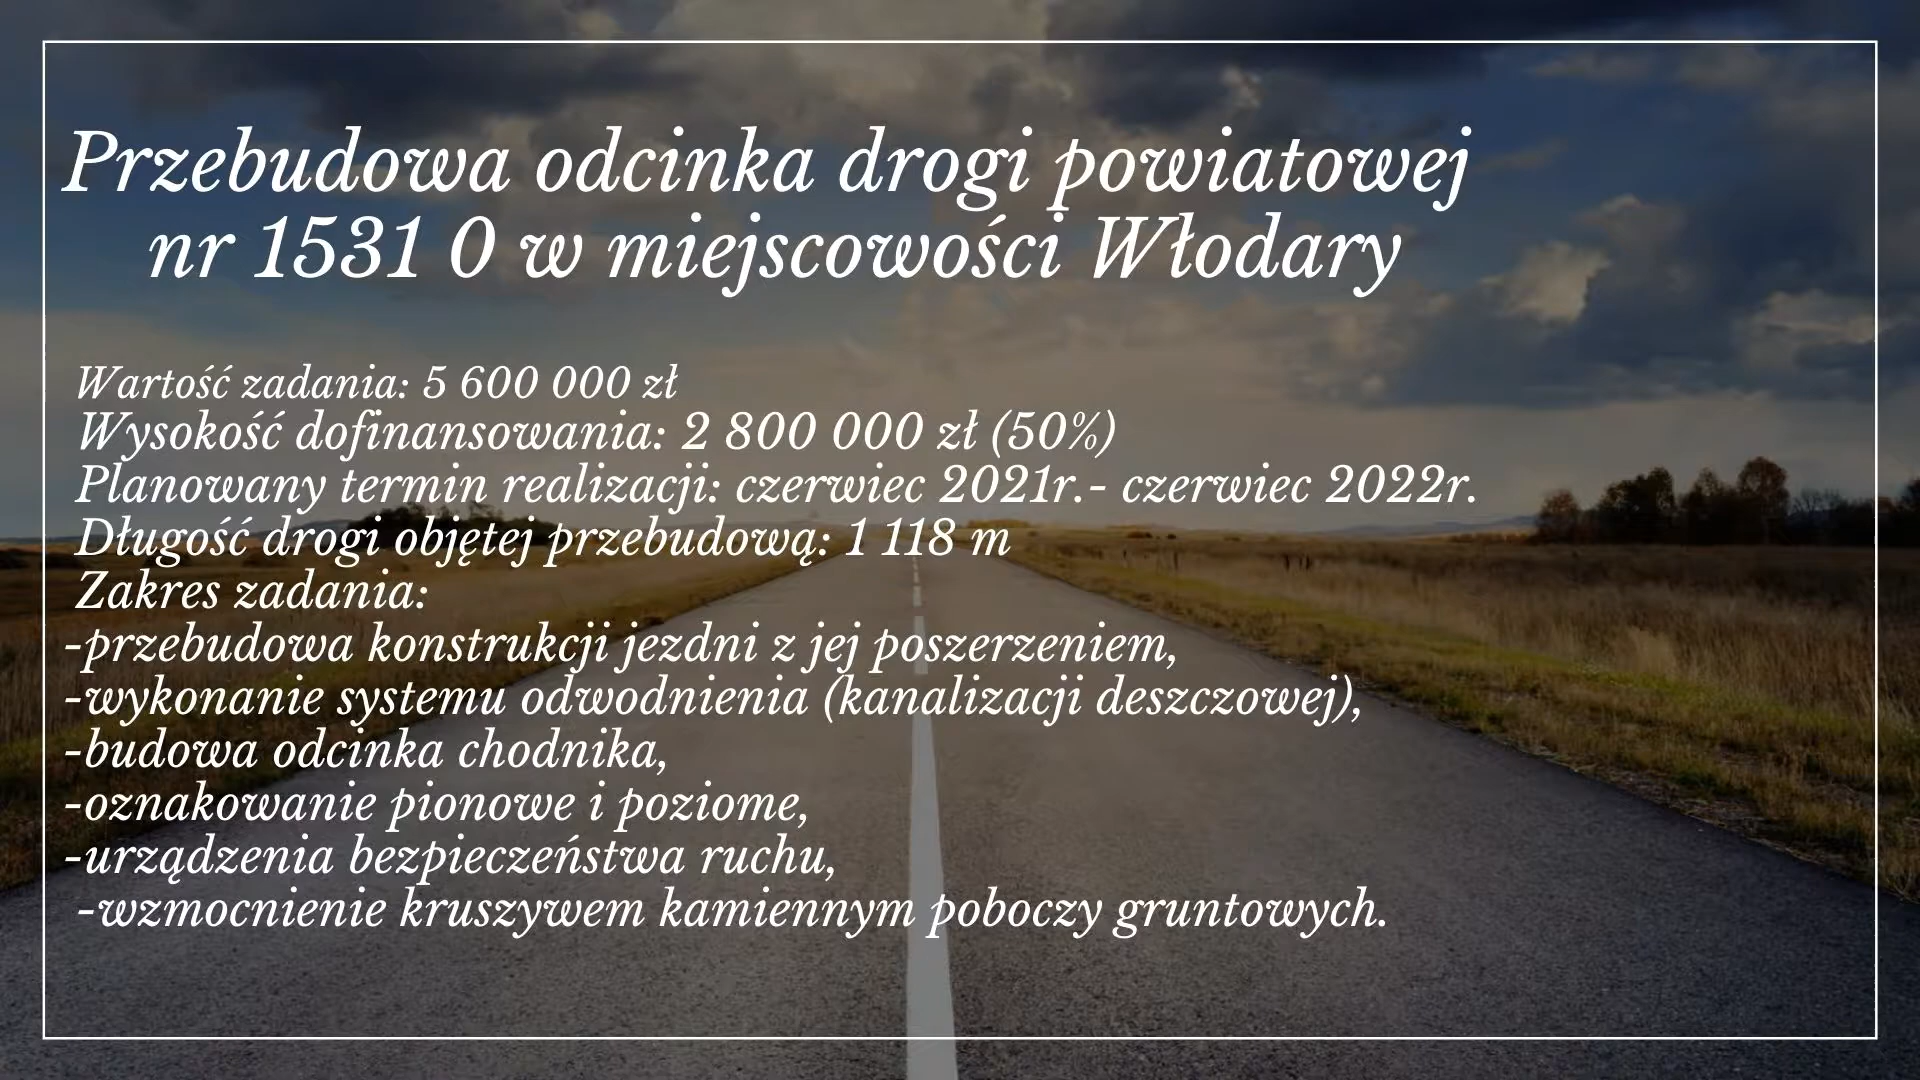 Przebudowa odcinka drogi powiatowej
nr 1531 0 w miejscowości Włodary
Wartość zadania: 5 600 000 zł
Wysokość dofinansowania: 2 800 000 zł (50%)
Planowany termin realizacji: czerwiec 2021r.- czerwiec 2022r.
Długość drogi objętej przebudową: 1 118 m
Zakres zadania:
-przebudowa konstrukcji jezdni z jej poszerzeniem,
-wykonanie systemu odwodnienia (kanalizacji deszczowej),
-budowa odcinka chodnika,
-oznakowanie pionowe i poziome,
-urządzenia bezpieczeństwa ruchu,
-wzmocnienie kruszywem kamiennym poboczy gruntowych.